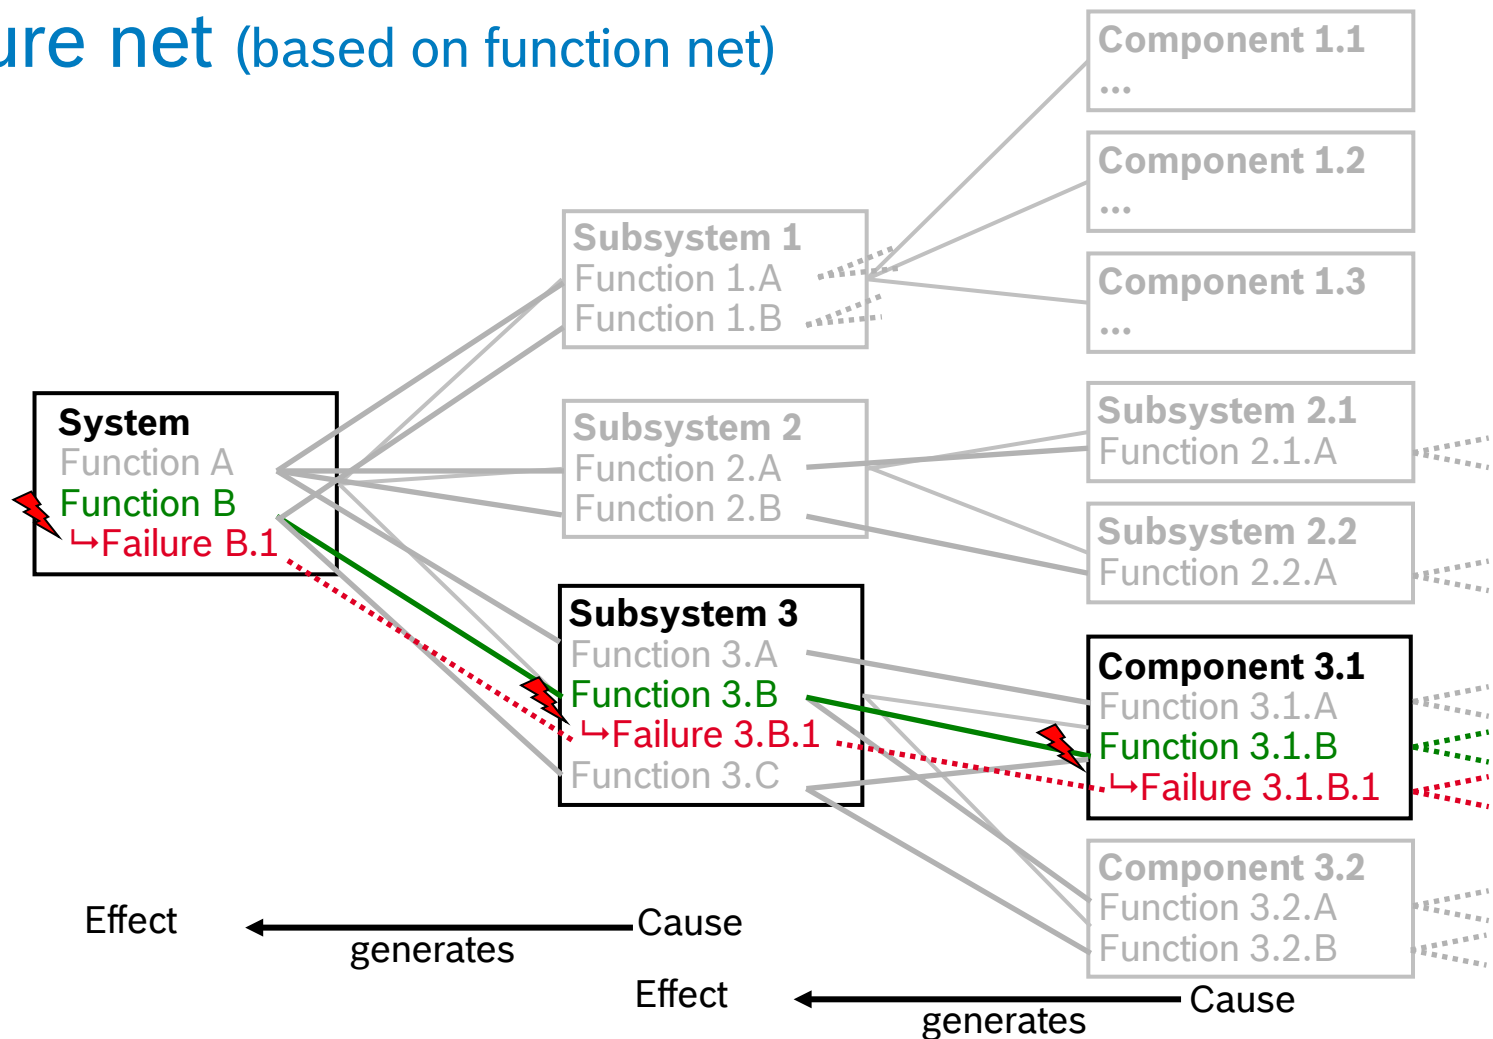 ure net (based on function net)
Component 1.1
...
Component 1.2
...
Component 1.3
...
Subsystem 1
Function 1.A
Function 1.B
System
Function A
Function B
↳Failure B.1
Subsystem 2
Function 2.A
Function 2.B
Subsystem 2.1
Function 2.1.A
Subsystem 2.2
Function 2.2.A
Subsystem 3
Function 3.A
Function 3.B
↳Failure 3.B.1
Function 3.C
Component 3.1
Function 3.1.A
Function 3.1.B
↳Failure 3.1.B.1
Component 3.2
Function 3.2.A
Function 3.2.B
Effect
generates
Cause
Effect
generates
Cause